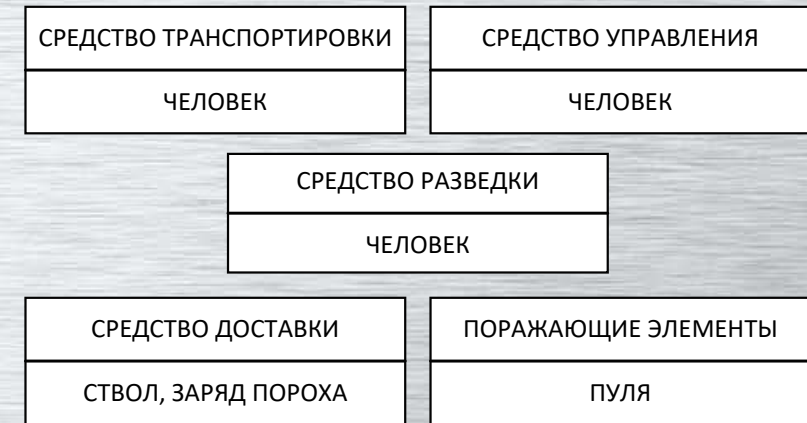 СРЕДСТВО ТРАНСПОРТИРОВКИ
ЧЕЛОВЕК
СРЕДСТВО УПРАВЛЕНИЯ
ЧЕЛОВЕК
СРЕДСТВО РАЗВЕДКИ
ЧЕЛОВЕК
СРЕДСТВО ДОСТАВКИ
СТВОЛ, ЗАРЯД ПОРОХА
ПОРАЖАЮЩИЕ ЭЛЕМЕНТЫ
ПУЛЯ